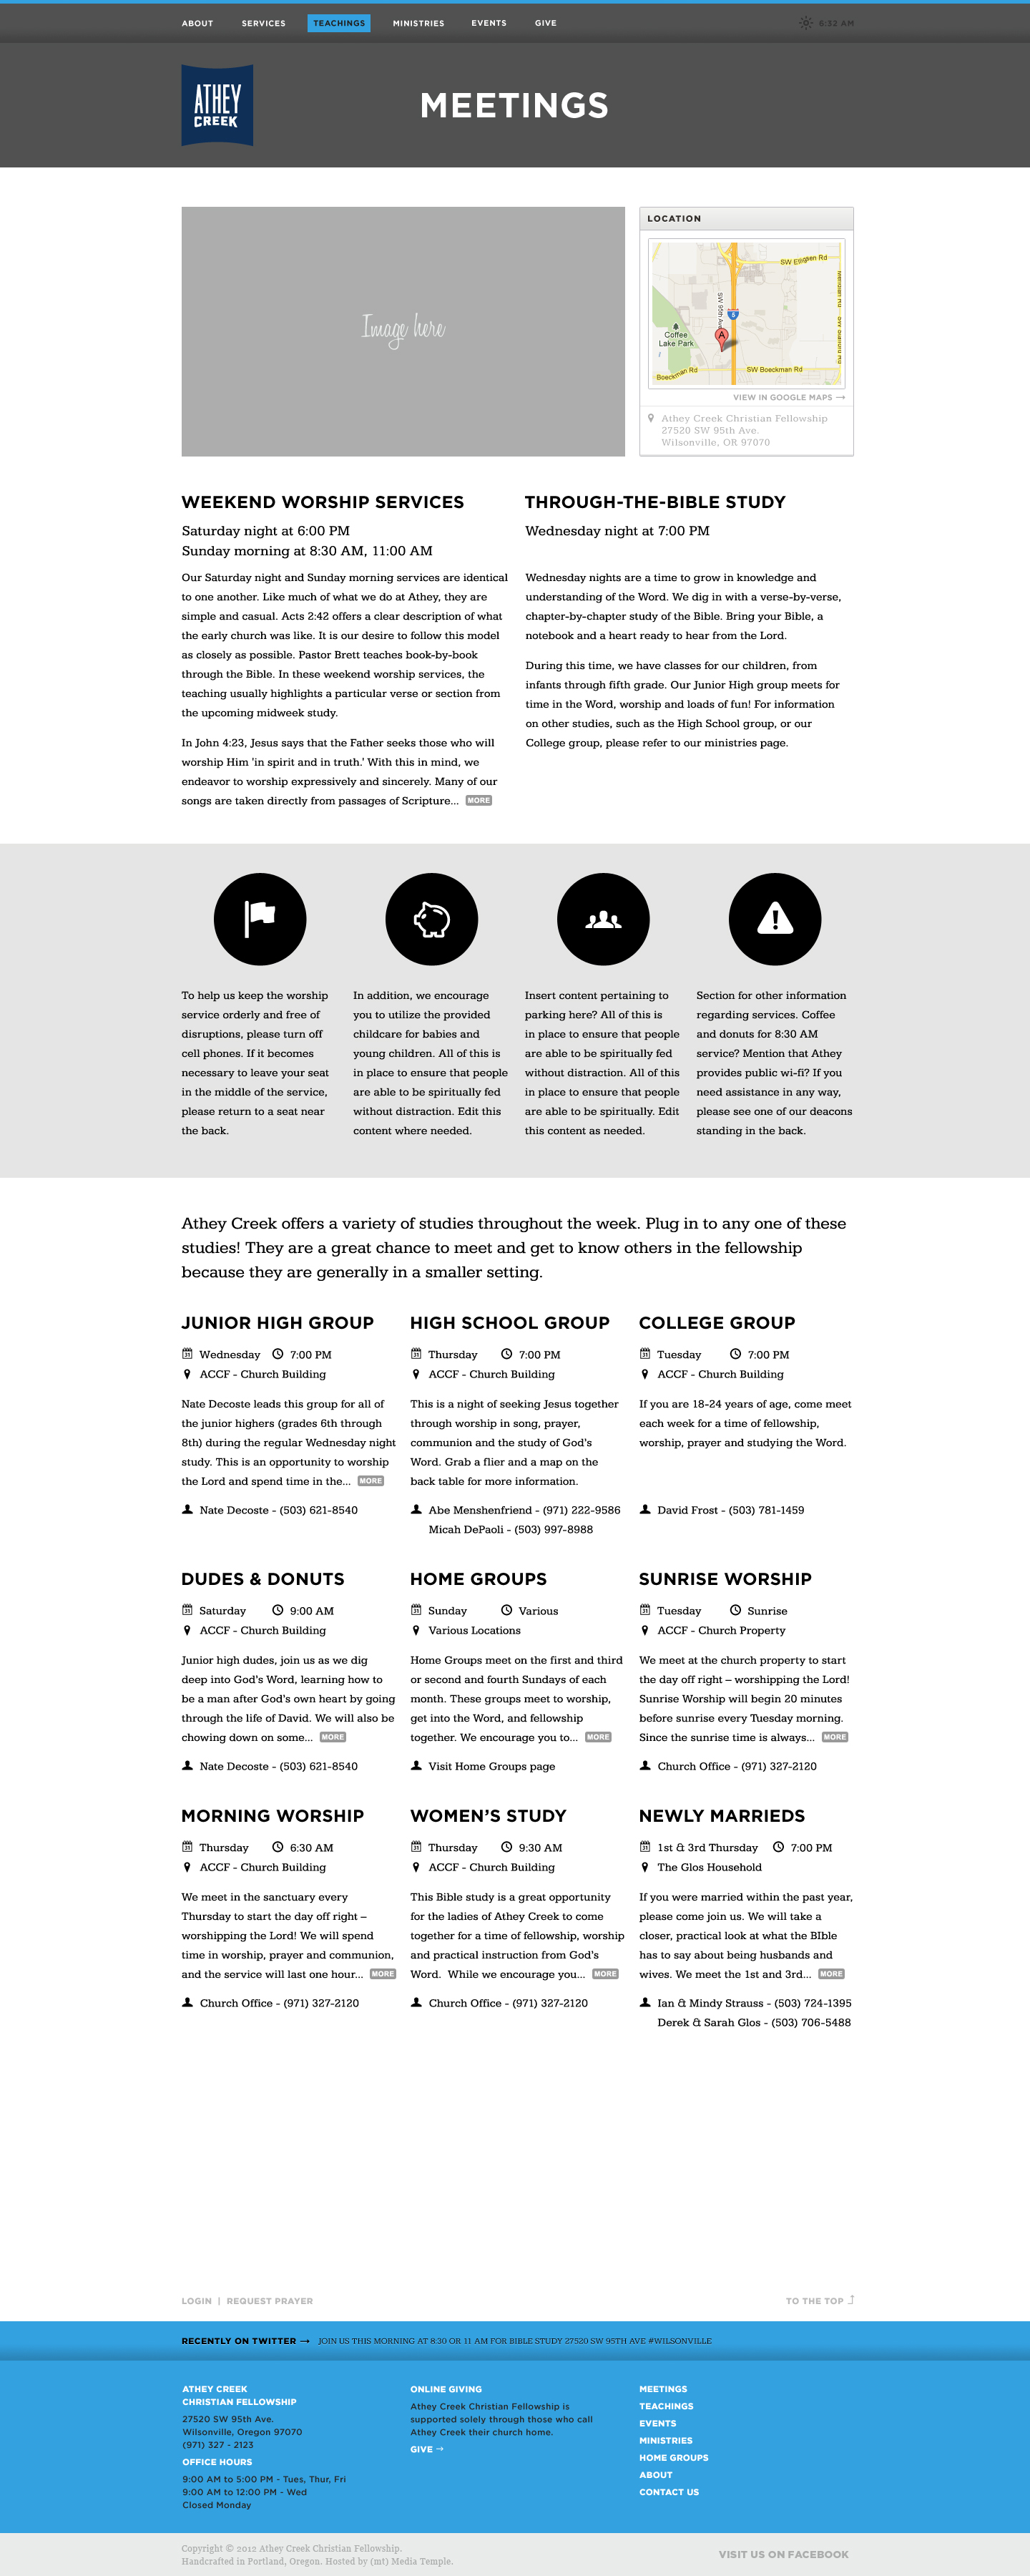 ABOUT SERVICES TEACHINGS MINISTRIES EVENTS GIVE 6:32 AM
ATHEY
CREEK
MEETINGS
Image here
LOCATION
SW Elligsen Rd
SW 95th Ave
5
A
Coffee
Lake Park
Boeckman Rd
SW Boeckman Rd
VIEW IN GOOGLE MAPS →
Athey Creek Christian Fellowship
27520 SW 95th Ave.
Wilsonville, OR 97070
WEEKEND WORSHIP SERVICES
Saturday night at 6:00 PM
Sunday morning at 8:30 AM, 11:00 AM
Our Saturday night and Sunday morning services are identical
to one another. Like much of what we do at Athey, they are
simple and casual. Acts 2:42 offers a clear description of what
the early church was like. It is our desire to follow this model
as closely as possible. Pastor Brett teaches book-by-book
through the Bible. In these weekend worship services, the
teaching usually highlights a particular verse or section from
the upcoming midweek study.
In John 4:23, Jesus says that the Father seeks those who will
worship Him 'in spirit and in truth.' With this in mind, we
endeavor to worship expressively and sincerely. Many of our
songs are taken directly from passages of Scripture... MORE
THROUGH-THE-BIBLE STUDY
Wednesday night at 7:00 PM
Wednesday nights are a time to grow in knowledge and
understanding of the Word. We dig in with a verse-by-verse,
chapter-by-chapter study of the Bible. Bring your Bible, a
notebook and a heart ready to hear from the Lord.
During this time, we have classes for our children, from
infants through fifth grade. Our Junior High group meets for
time in the Word, worship and loads of fun! For information
on other studies, such as the High School group, or our
College group, please refer to our ministries page.
To help us keep the worship
service orderly and free of
disruptions, please turn off
cell phones. If it becomes
necessary to leave your seat
in the middle of the service,
please return to a seat near
the back.
In addition, we encourage
you to utilize the provided
childcare for babies and
young children. All of this is
in place to ensure that people
are able to be spiritually fed
without distraction. Edit this
content where needed.
Insert content pertaining to
parking here? All of this is
in place to ensure that people
are able to be spiritually fed
without distraction. All of this
in place to ensure that people
are able to be spiritually. Edit
this content as needed.
Section for other information
regarding services. Coffee
and donuts for 8:30 AM
service? Mention that Athey
provides public wi-fi? If you
need assistance in any way,
please see one of our deacons
standing in the back.
Athey Creek offers a variety of studies throughout the week. Plug in to any one of these
studies! They are a great chance to meet and get to know others in the fellowship
because they are generally in a smaller setting.
JUNIOR HIGH GROUP
Wednesday 7:00 PM
ACCF - Church Building
Nate Decoste leads this group for all of
the junior highers (grades 6th through
8th) during the regular Wednesday night
study. This is an opportunity to worship
the Lord and spend time in the... MORE
Nate Decoste - (503) 621-8540
HIGH SCHOOL GROUP
Thursday 7:00 PM
ACCF - Church Building
This is a night of seeking Jesus together
through worship in song, prayer,
communion and the study of God's
Word. Grab a flier and a map on the
back table for more information.
Abe Menshenfriend - (971) 222-9586
Micah DePaoli - (503) 997-8988
COLLEGE GROUP
Tuesday 7:00 PM
ACCF - Church Building
If you are 18-24 years of age, come meet
each week for a time of fellowship,
worship, prayer and studying the Word.
David Frost - (503) 781-1459
DUDES & DONUTS
Saturday 9:00 AM
ACCF - Church Building
Junior high dudes, join us as we dig
deep into God's Word, learning how to
be a man after God's own heart by going
through the life of David. We will also be
chowing down on some... MORE
Nate Decoste - (503) 621-8540
HOME GROUPS
Sunday Various
Various Locations
Home Groups meet on the first and third
or second and fourth Sundays of each
month. These groups meet to worship,
get into the Word, and fellowship
together. We encourage you to... MORE
Visit Home Groups page
SUNRISE WORSHIP
Tuesday Sunrise
ACCF - Church Property
We meet at the church property to start
the day off right – worshipping the Lord!
Sunrise Worship will begin 20 minutes
before sunrise every Tuesday morning.
Since the sunrise time is always... MORE
Church Office - (971) 327-2120
MORNING WORSHIP
Thursday 6:30 AM
ACCF - Church Building
We meet in the sanctuary every
Thursday to start the day off right –
worshipping the Lord! We will spend
time in worship, prayer and communion,
and the service will last one hour... MORE
Church Office - (971) 327-2120
WOMEN'S STUDY
Thursday 9:30 AM
ACCF - Church Building
This Bible study is a great opportunity
for the ladies of Athey Creek to come
together for a time of fellowship, worship
and practical instruction from God's
Word. While we encourage you... MORE
Church Office - (971) 327-2120
NEWLY MARRIEDS
1st & 3rd Thursday 7:00 PM
The Glos Household
If you were married within the past year,
please come join us. We will take a
closer, practical look at what the BIble
has to say about being husbands and
wives. We meet the 1st and 3rd... MORE
Ian & Mindy Strauss - (503) 724-1395
Derek & Sarah Glos - (503) 706-5488
LOGIN | REQUEST PRAYER
TO THE TOP
RECENTLY ON TWITTER → JOIN US THIS MORNING AT 8:30 OR 11 AM FOR BIBLE STUDY 27520 SW 95TH AVE #WILSONVILLE
ATHEY CREEK
CHRISTIAN FELLOWSHIP
27520 SW 95th Ave.
Wilsonville, Oregon 97070
(971) 327 - 2123
OFFICE HOURS
9:00 AM to 5:00 PM - Tues, Thur, Fri
9:00 AM to 12:00 PM - Wed
Closed Monday
ONLINE GIVING
Athey Creek Christian Fellowship is
supported solely through those who call
Athey Creek their church home.
GIVE →
MEETINGS
TEACHINGS
EVENTS
MINISTRIES
HOME GROUPS
ABOUT
CONTACT US
Copyright © 2012 Athey Creek Christian Fellowship.
Handcrafted in Portland, Oregon. Hosted by (mt) Media Temple.
VISIT US ON FACEBOOK